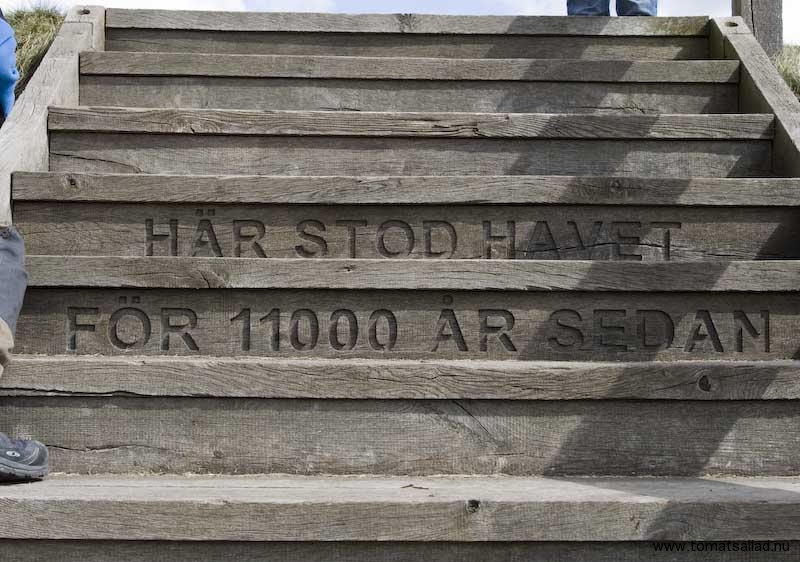 HÄR STOD HAVET
FÖR 11000 ÅR SEDAN
www.tomatsallad.nu